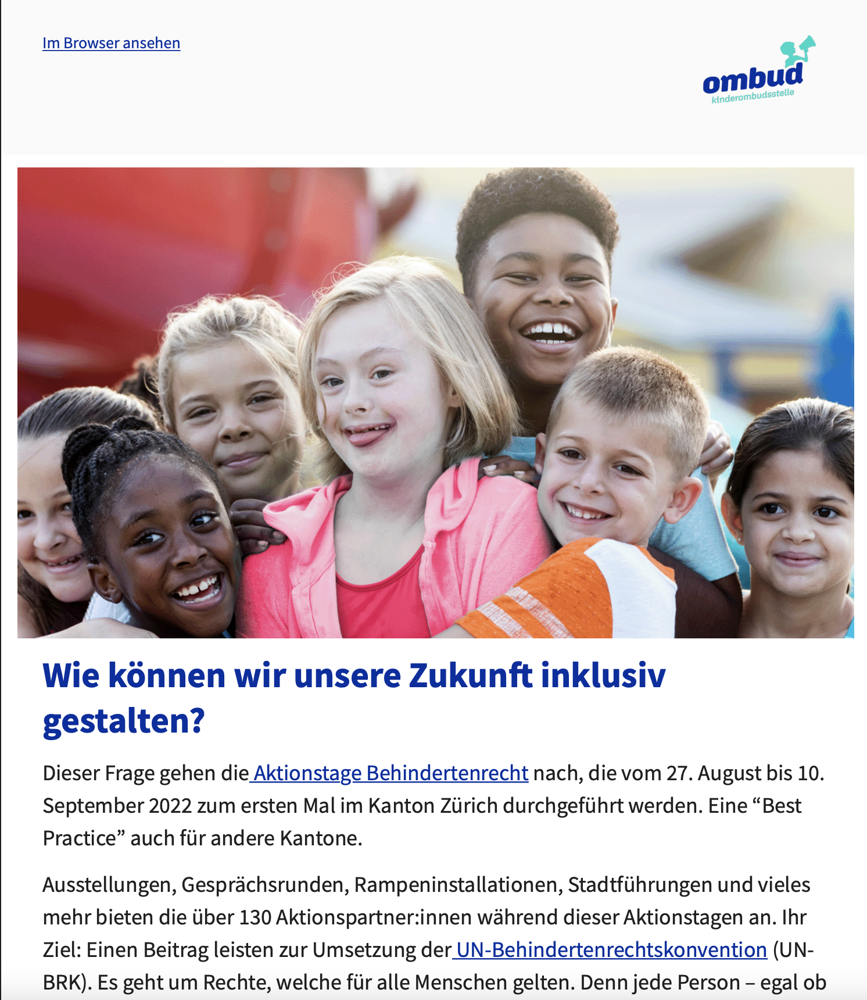 Im Browser ansehen
ombud
kinderombudsstelle
Wie können wir unsere Zukunft inklusiv
gestalten?
Dieser Frage gehen die Aktionstage Behindertenrecht nach, die vom 27. August bis 10.
September 2022 zum ersten Mal im Kanton Zürich durchgeführt werden. Eine “Best
Practice” auch für andere Kantone.
Ausstellungen, Gesprächsrunden, Rampeninstallationen, Stadtführungen und vieles
mehr bieten die über 130 Aktionspartner:innen während dieser Aktionstagen an. Ihr
Ziel: Einen Beitrag leisten zur Umsetzung der UN-Behindertenrechtskonvention (UN-
BRK). Es geht um Rechte, welche für alle Menschen gelten. Denn jede Person – egal ob